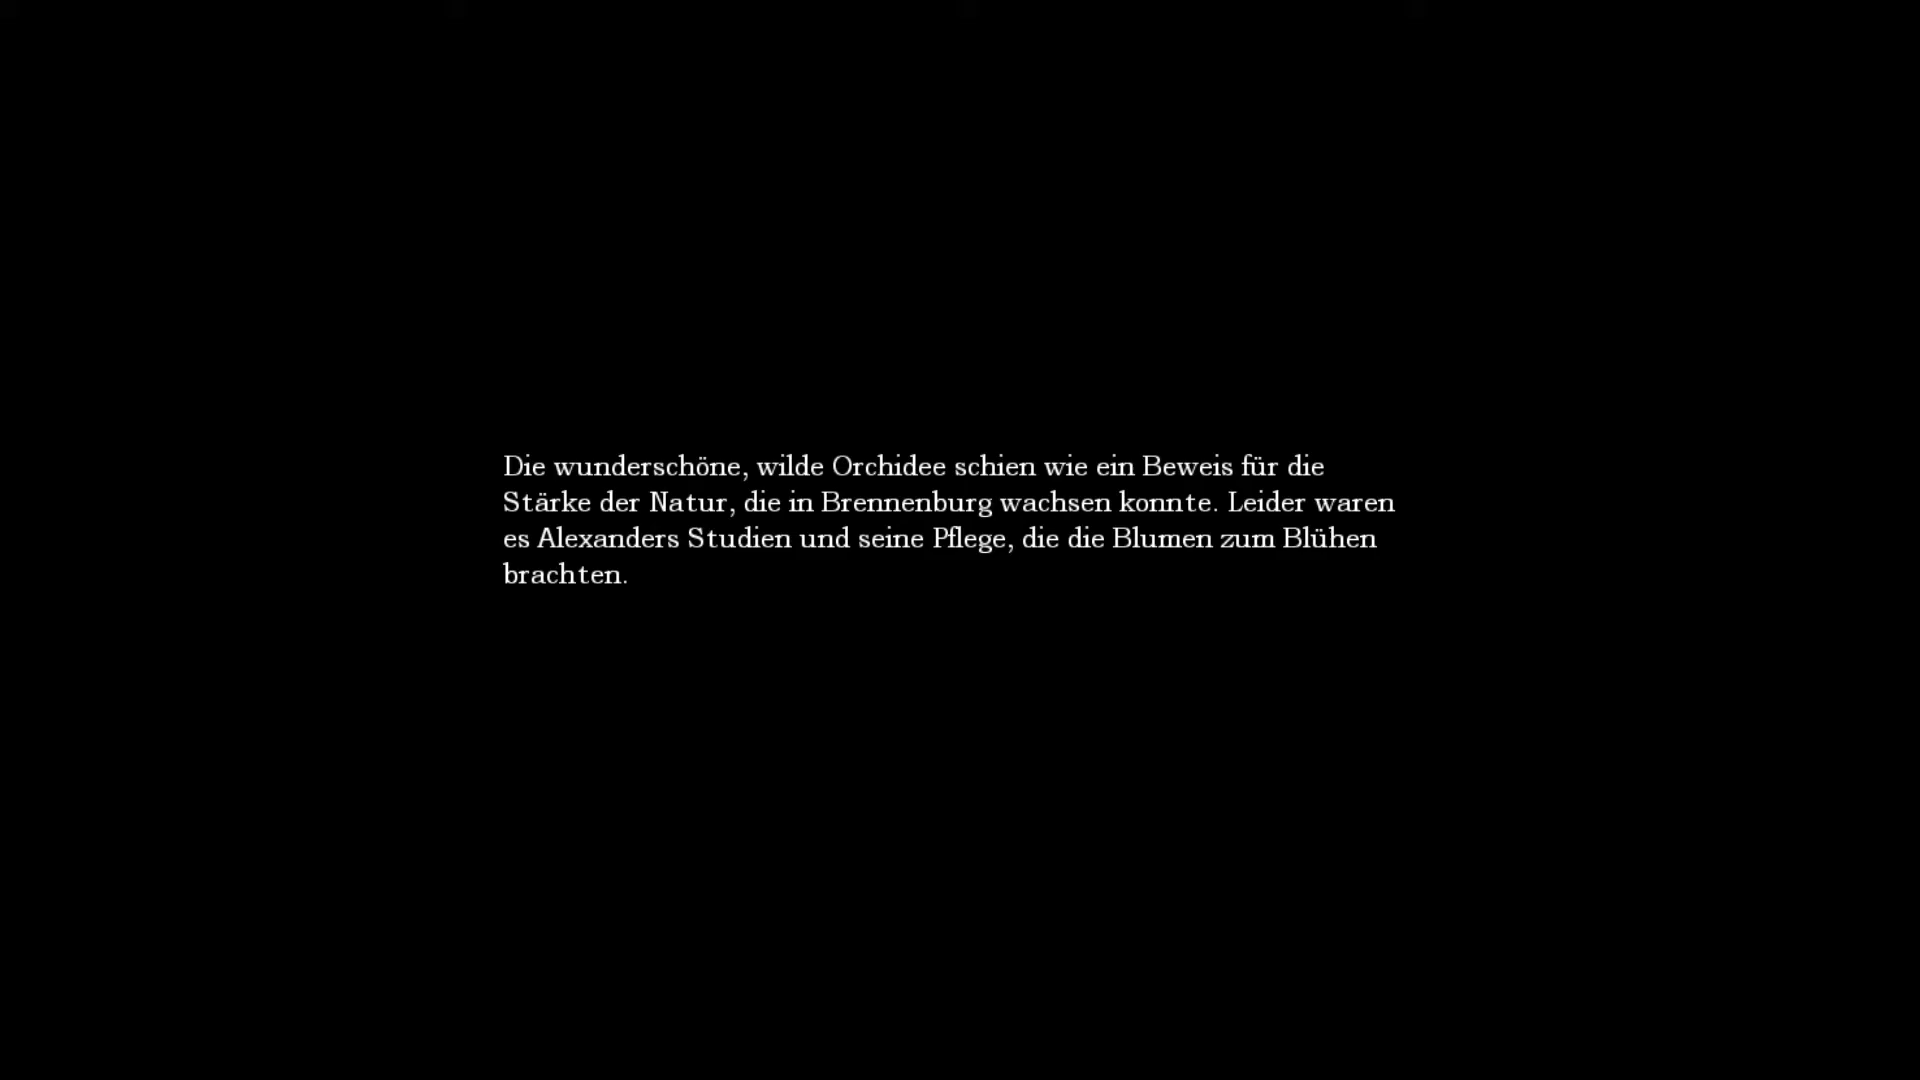 Die wunderschöne, wilde Orchidee schien wie ein Beweis für die
Stärke der Natur, die in Brennenburg wachsen konnte. Leider waren
es Alexanders Studien und seine Pflege, die die Blumen zum Blühen
brachten.